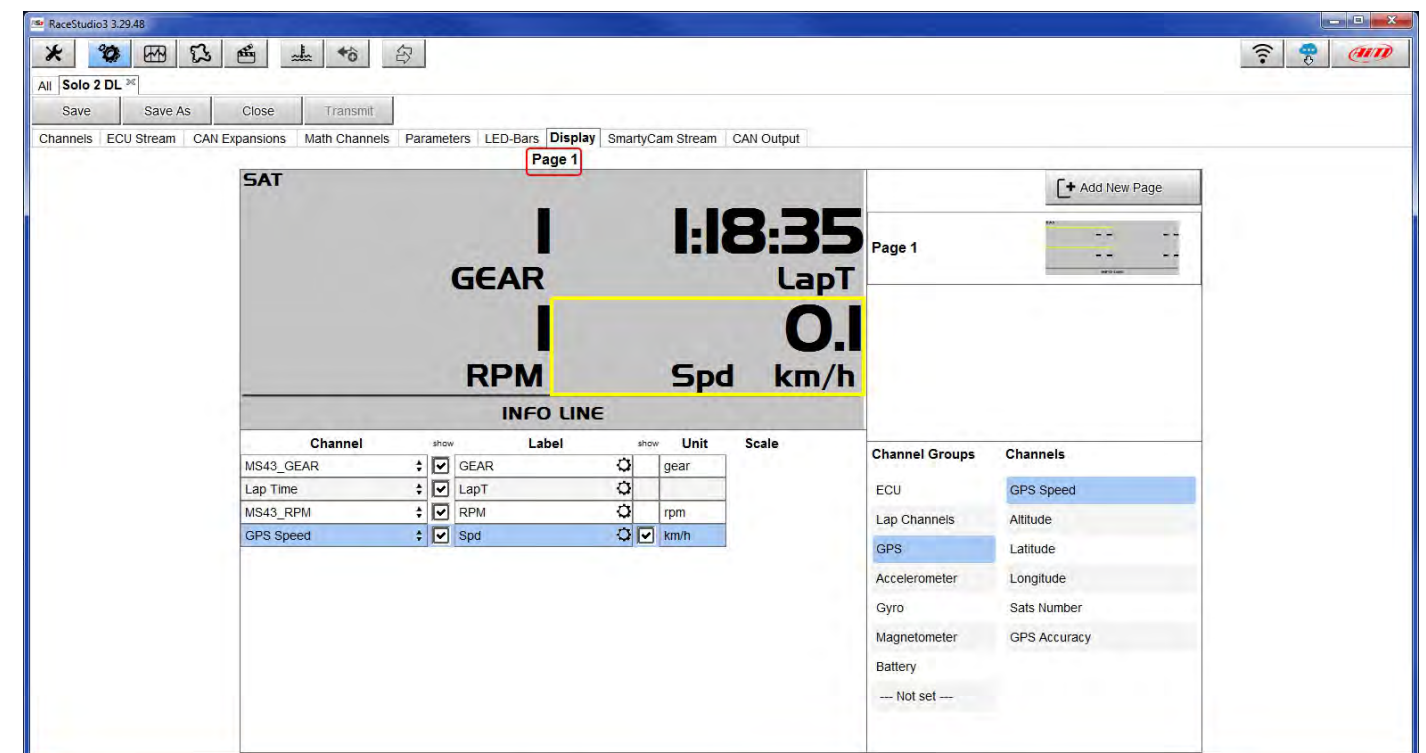 RaceStudio3 3.29.48
AiM
All Solo 2 DL
Save Save As Close Transmit
Channels ECU Stream CAN Expansions Math Channels Parameters LED-Bars Display SmartyCam Stream CAN Output
Page 1
SAT
Add New Page
1 1:18:35
GEAR LapT
Page 1
1 0.1
RPM Spd km/h
INFO LINE
Channel show Label show Unit Scale
MS43_GEAR GEAR gear
Lap Time LapT
MS43_RPM RPM rpm
GPS Speed Spd km/h
Channel Groups Channels
ECU GPS Speed
Lap Channels Altitude
GPS Latitude
Accelerometer Longitude
Gyro Sats Number
Magnetometer GPS Accuracy
Battery
--- Not set ---